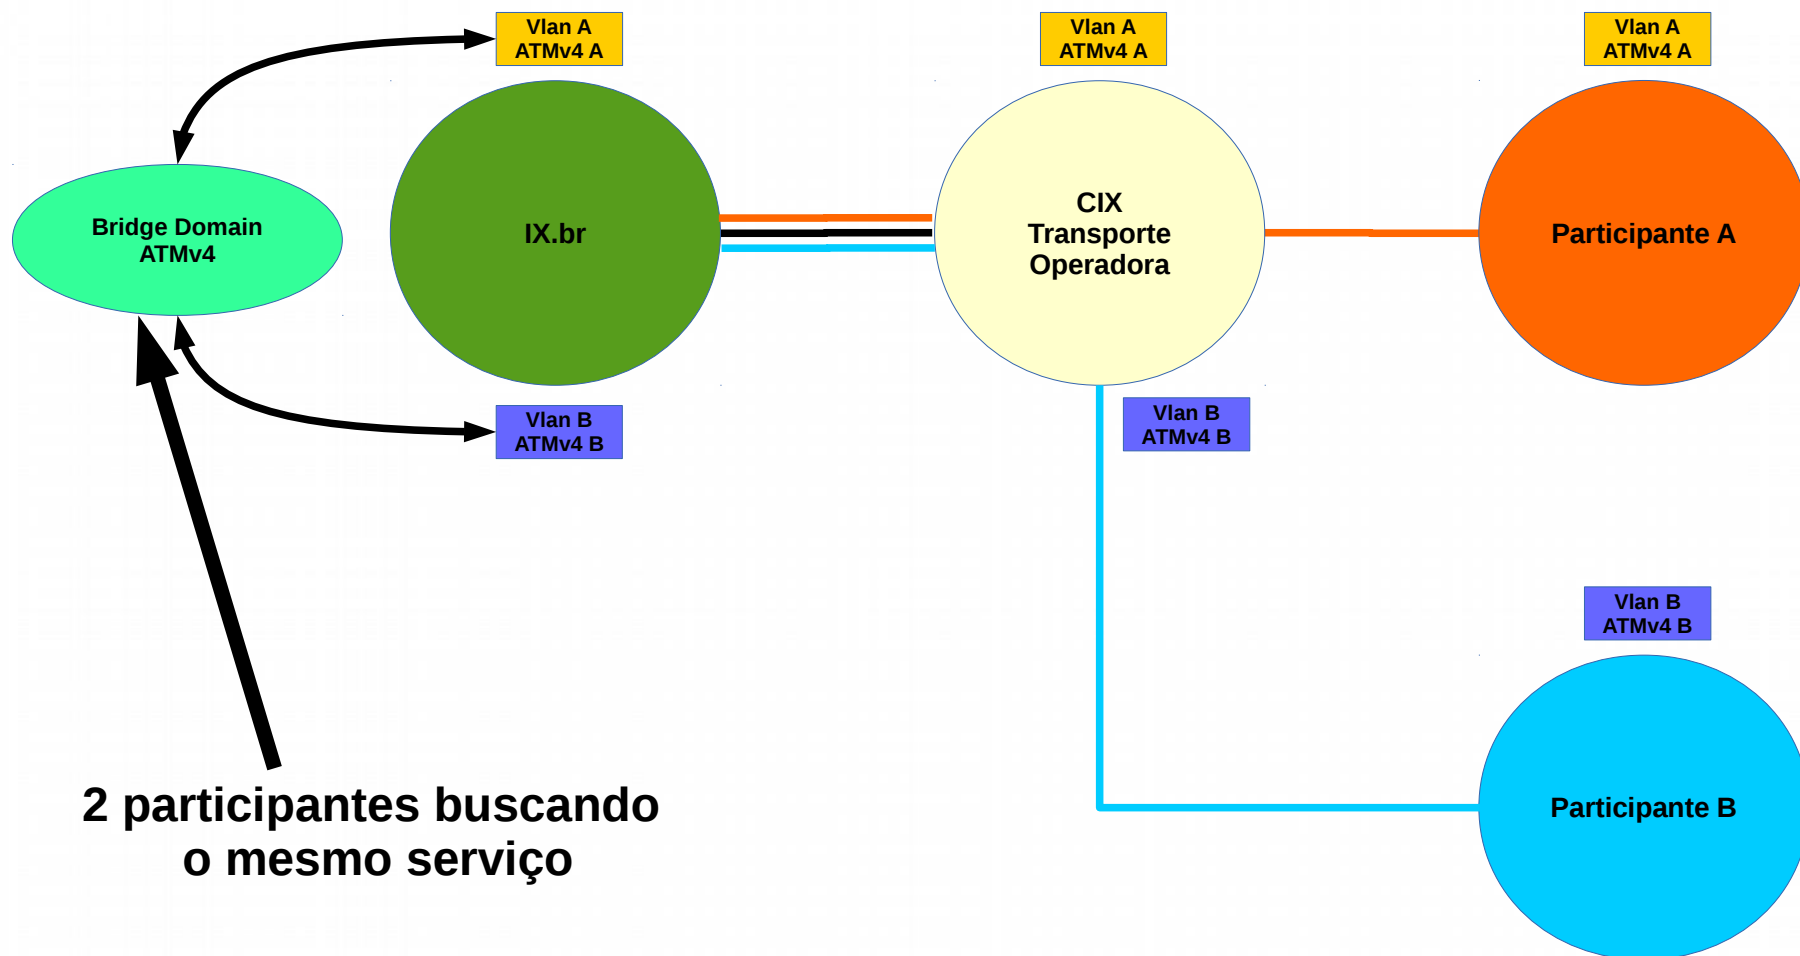 Vlan A
ATMv4 A
Vlan A
ATMv4 A
Vlan A
ATMv4 A
Bridge Domain
ATMv4
IX.br
CIX
Transporte
Operadora
Participante A
Vlan B
ATMv4 B
Vlan B
ATMv4 B
Vlan B
ATMv4 B
2 participantes buscando
o mesmo serviço
Participante B